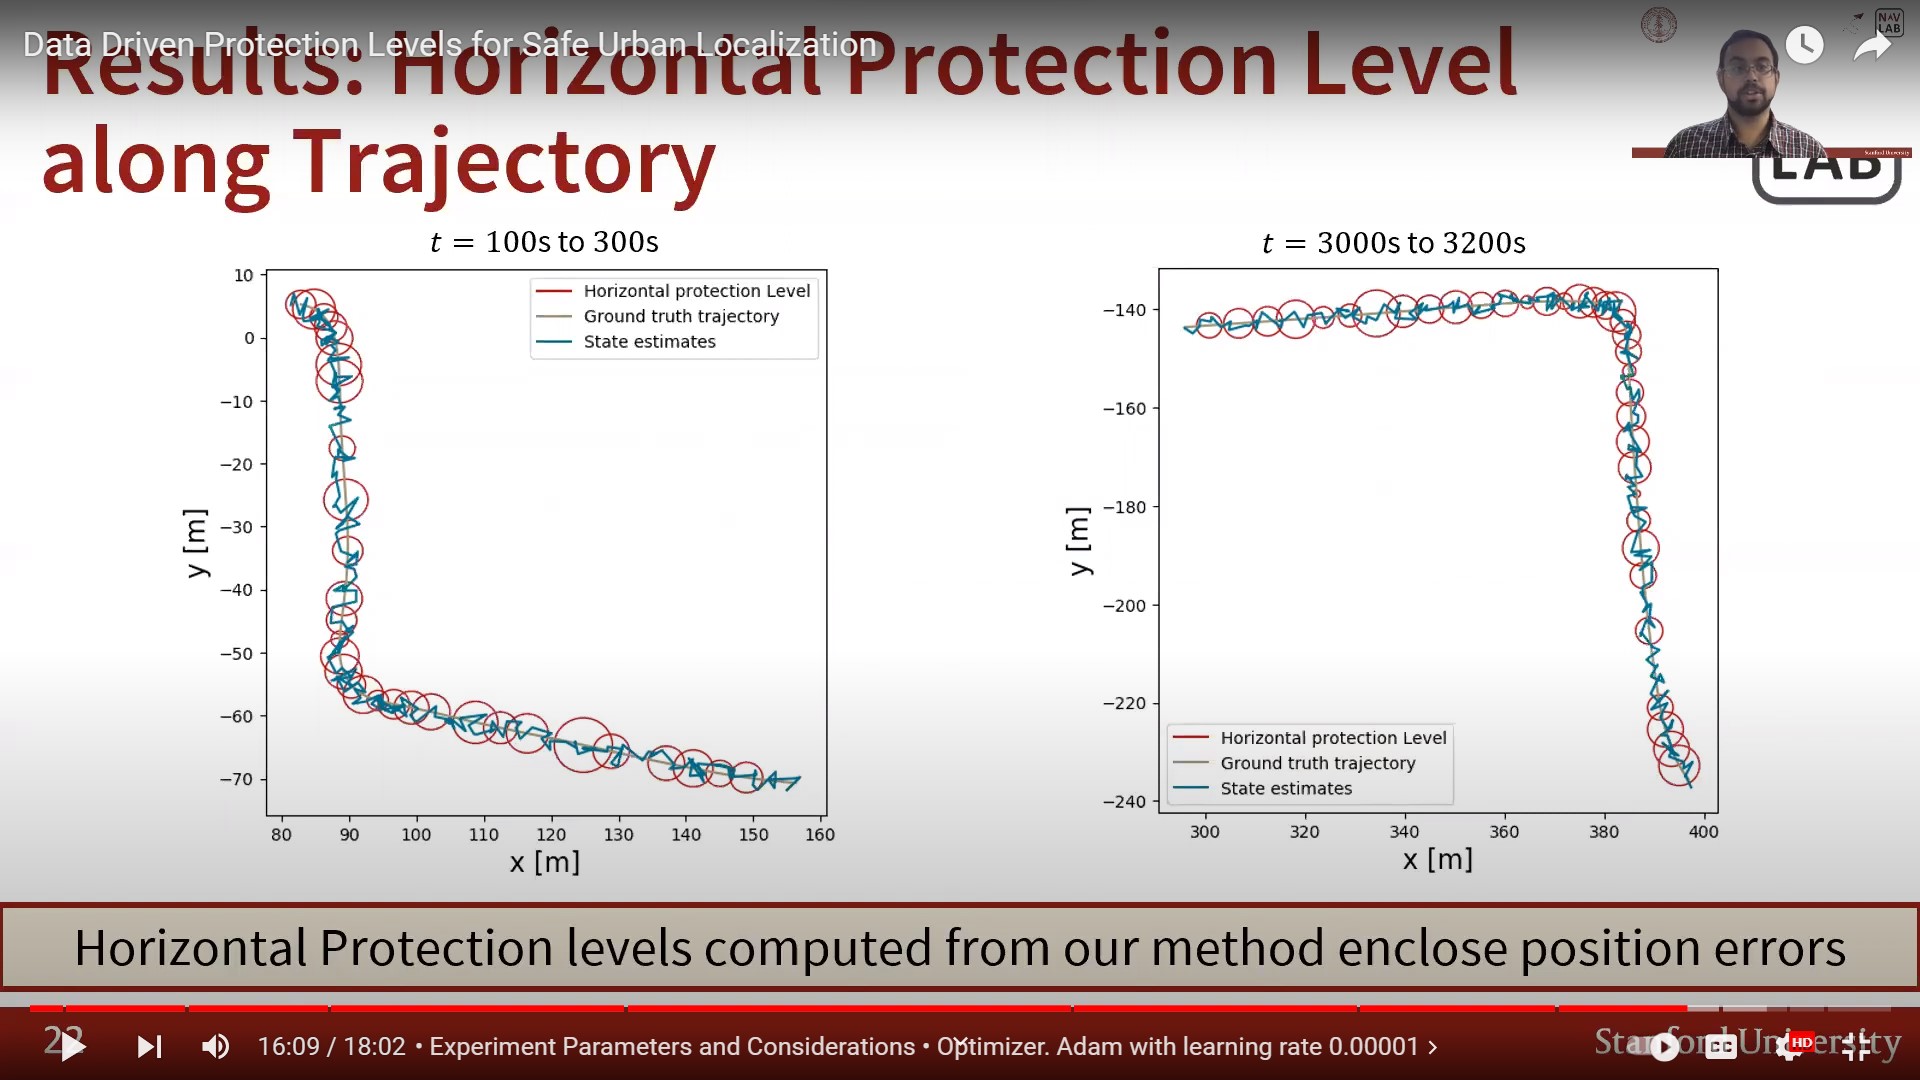 Data Driven Protection Levels for Safe Urban Localization
Results: Horizontal Protection Level
along Trajectory
NAV
LAB
Stanford University
LAB
t = 100s to 300s
10
0
−10
−20
−30
−40
−50
−60
−70
y [m]
80 90 100 110 120 130 140 150 160
x [m]
Horizontal protection Level
Ground truth trajectory
State estimates
t = 3000s to 3200s
−140
−160
−180
−200
−220
−240
y [m]
300 320 340 360 380 400
x [m]
Horizontal protection Level
Ground truth trajectory
State estimates
Horizontal Protection levels computed from our method enclose position errors
22
16:09 / 18:02 • Experiment Parameters and Considerations • Optimizer. Adam with learning rate 0.00001
Stanford University
CC
HD